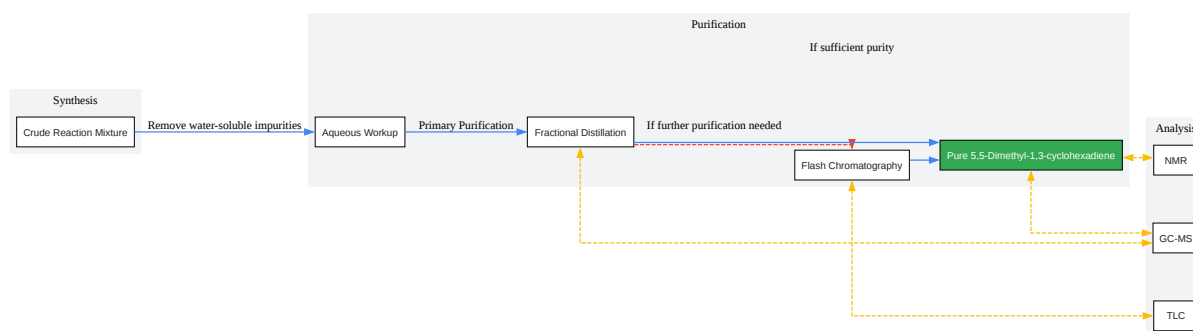 Purification
If sufficient purity
Synthesis
Crude Reaction Mixture
Remove water-soluble impurities
Aqueous Workup
Primary Purification
Fractional Distillation
If further purification needed
Flash Chromatography
Pure 5,5-Dimethyl-1,3-cyclohexadiene
Analysis
NMR
GC-MS
TLC